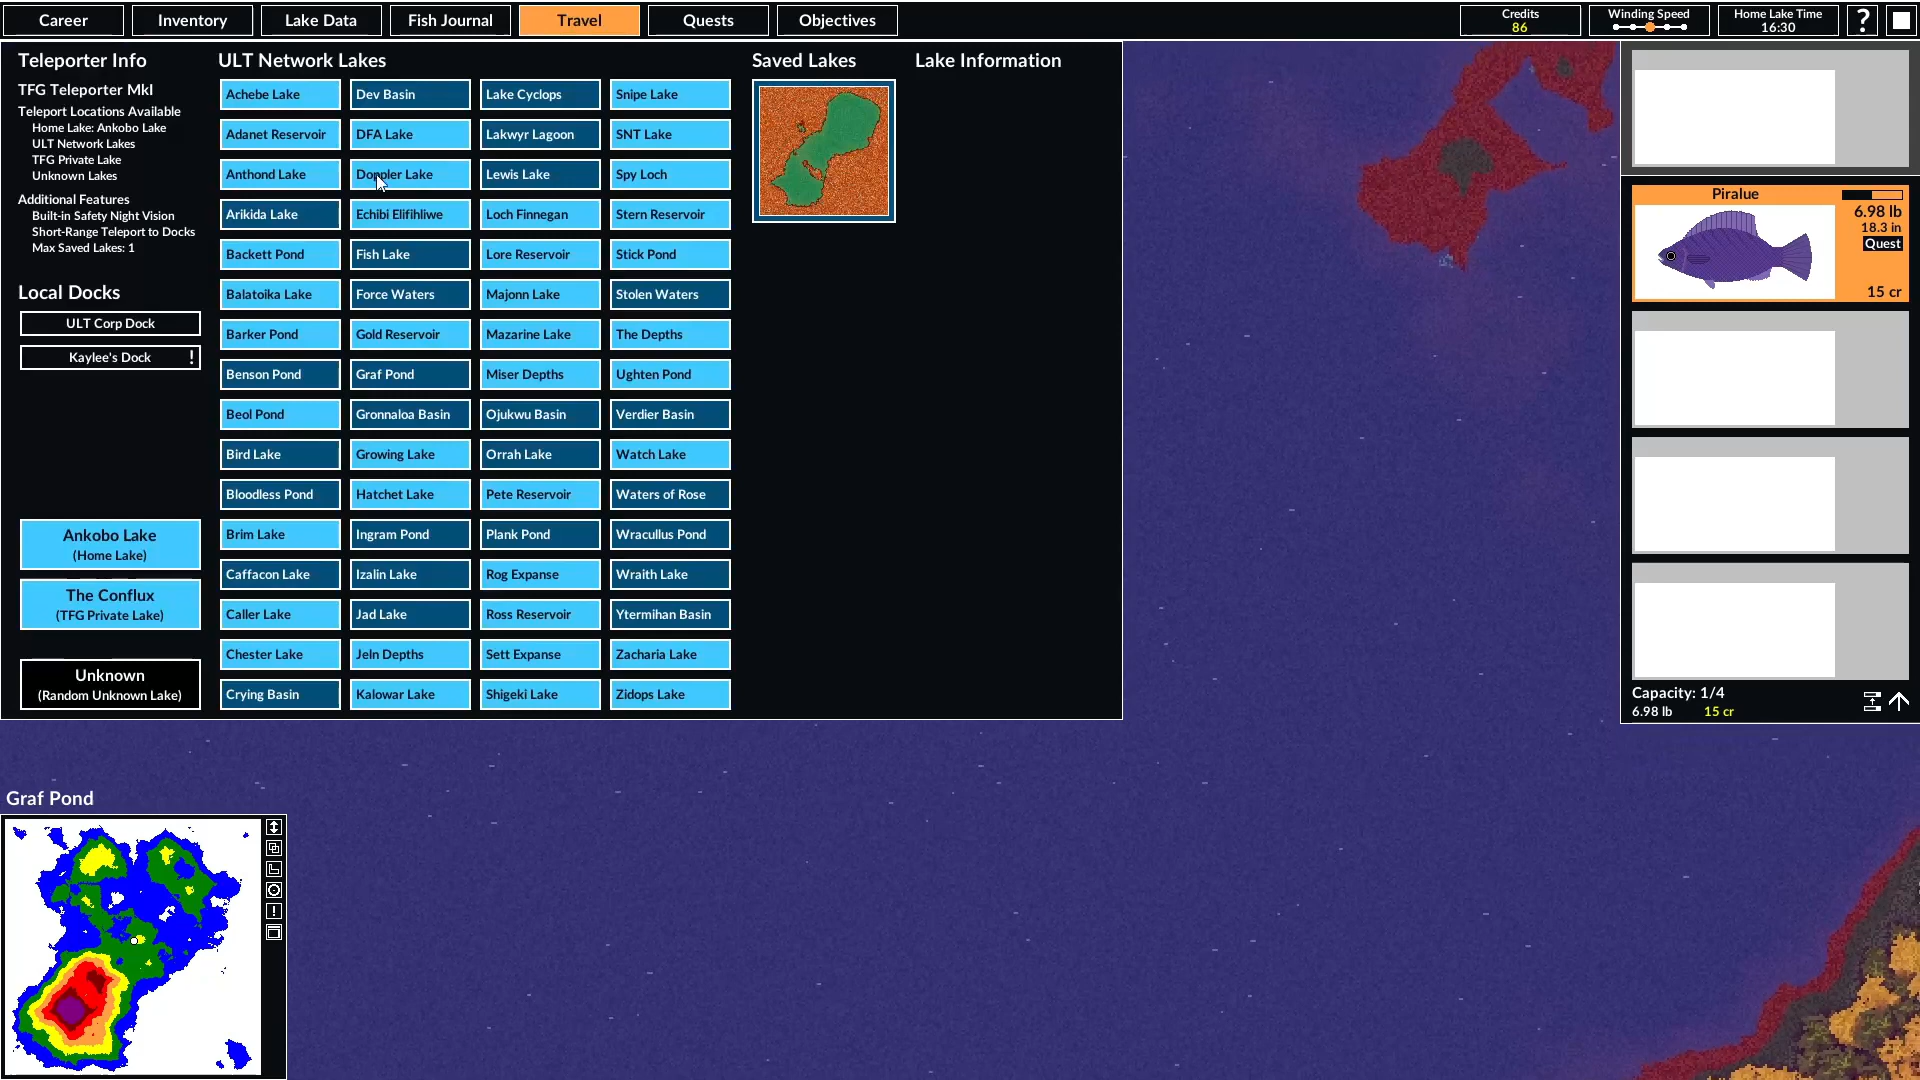 Career
Inventory
Lake Data
Fish Journal
Travel
Quests
Objectives
Credits
86
Winding Speed
Home Lake Time
16:30
?
Teleporter Info
TFG Teleporter MkI
Teleport Locations Available
Home Lake: Ankobo Lake
ULT Network Lakes
TFG Private Lake
Unknown Lakes
Additional Features
Built-in Safety Night Vision
Short-Range Teleport to Docks
Max Saved Lakes: 1
Local Docks
ULT Corp Dock
Kaylee's Dock !
Ankobo Lake
(Home Lake)
The Conflux
(TFG Private Lake)
Unknown
(Random Unknown Lake)
ULT Network Lakes
Achebe Lake
Adanet Reservoir
Anthond Lake
Arikida Lake
Backett Pond
Balatoika Lake
Barker Pond
Benson Pond
Beol Pond
Bird Lake
Bloodless Pond
Brim Lake
Caffacon Lake
Caller Lake
Chester Lake
Crying Basin
Dev Basin
DFA Lake
Doppler Lake
Echibi Elifihliwe
Fish Lake
Force Waters
Gold Reservoir
Graf Pond
Gronnaloa Basin
Growing Lake
Hatchet Lake
Ingram Pond
Izalin Lake
Jad Lake
Jeln Depths
Kalowar Lake
Lake Cyclops
Lakwyr Lagoon
Lewis Lake
Loch Finnegan
Lore Reservoir
Majonn Lake
Mazarine Lake
Miser Depths
Ojukwu Basin
Orrah Lake
Pete Reservoir
Plank Pond
Rog Expanse
Ross Reservoir
Sett Expanse
Shigeki Lake
Snipe Lake
SNT Lake
Spy Loch
Stern Reservoir
Stick Pond
Stolen Waters
The Depths
Ughten Pond
Verdier Basin
Watch Lake
Waters of Rose
Wracullus Pond
Wraith Lake
Ytermihan Basin
Zacharia Lake
Zidops Lake
Saved Lakes
Lake Information
Piralue
6.98 lb
18.3 in
Quest
15 cr
Capacity: 1/4
6.98 lb 15 cr
Graf Pond
!